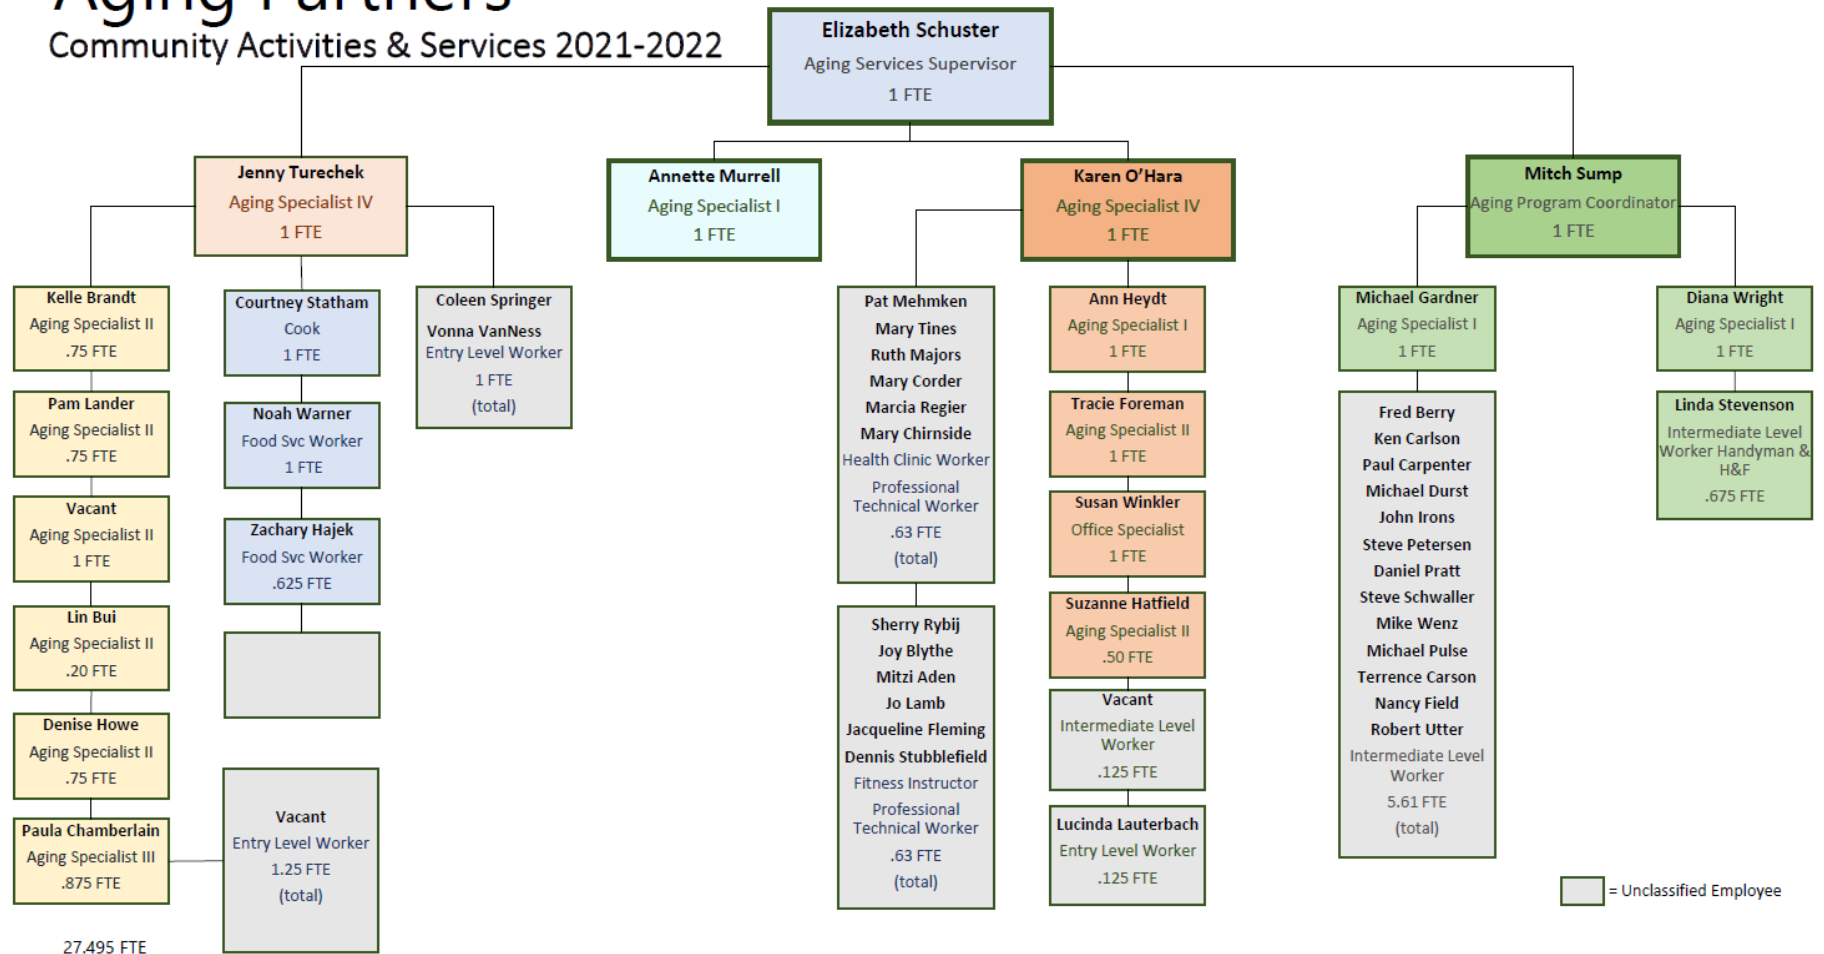 Aging Partners
Community Activities & Services 2021-2022
Elizabeth Schuster
Aging Services Supervisor
1 FTE
Jenny Turechek
Aging Specialist IV
1 FTE
Annette Murrell
Aging Specialist I
1 FTE
Karen O’Hara
Aging Specialist IV
1 FTE
Mitch Sump
Aging Program Coordinator
1 FTE
Kelle Brandt
Aging Specialist II
.75 FTE
Pam Lander
Aging Specialist II
.75 FTE
Vacant
Aging Specialist II
1 FTE
Lin Bui
Aging Specialist II
.20 FTE
Denise Howe
Aging Specialist II
.75 FTE
Paula Chamberlain
Aging Specialist III
.875 FTE
27.495 FTE
Courtney Statham
Cook
1 FTE
Noah Warner
Food Svc Worker
1 FTE
Zachary Hajek
Food Svc Worker
.625 FTE
Vacant
Entry Level Worker
1.25 FTE
(total)
Coleen Springer
Vonna VanNess
Entry Level Worker
1 FTE
(total)
Pat Mehmken
Mary Tines
Ruth Majors
Mary Corder
Marcia Regier
Mary Chirnside
Health Clinic Worker
Professional
Technical Worker
.63 FTE
(total)
Sherry Rybij
Joy Blythe
Mitzi Aden
Jo Lamb
Jacqueline Fleming
Dennis Stubblefield
Fitness Instructor
Professional
Technical Worker
.63 FTE
(total)
Ann Heydt
Aging Specialist I
1 FTE
Tracie Foreman
Aging Specialist II
1 FTE
Susan Winkler
Office Specialist
1 FTE
Suzanne Hatfield
Aging Specialist II
.50 FTE
Vacant
Intermediate Level
Worker
.125 FTE
Lucinda Lauterbach
Entry Level Worker
.125 FTE
Michael Gardner
Aging Specialist I
1 FTE
Fred Berry
Ken Carlson
Paul Carpenter
Michael Durst
John Irons
Steve Petersen
Daniel Pratt
Steve Schwaller
Mike Wenz
Michael Pulse
Terrence Carson
Nancy Field
Robert Utter
Intermediate Level
Worker
5.61 FTE
(total)
Diana Wright
Aging Specialist I
1 FTE
Linda Stevenson
Intermediate Level
Worker Handyman &
H&F
.675 FTE
= Unclassified Employee